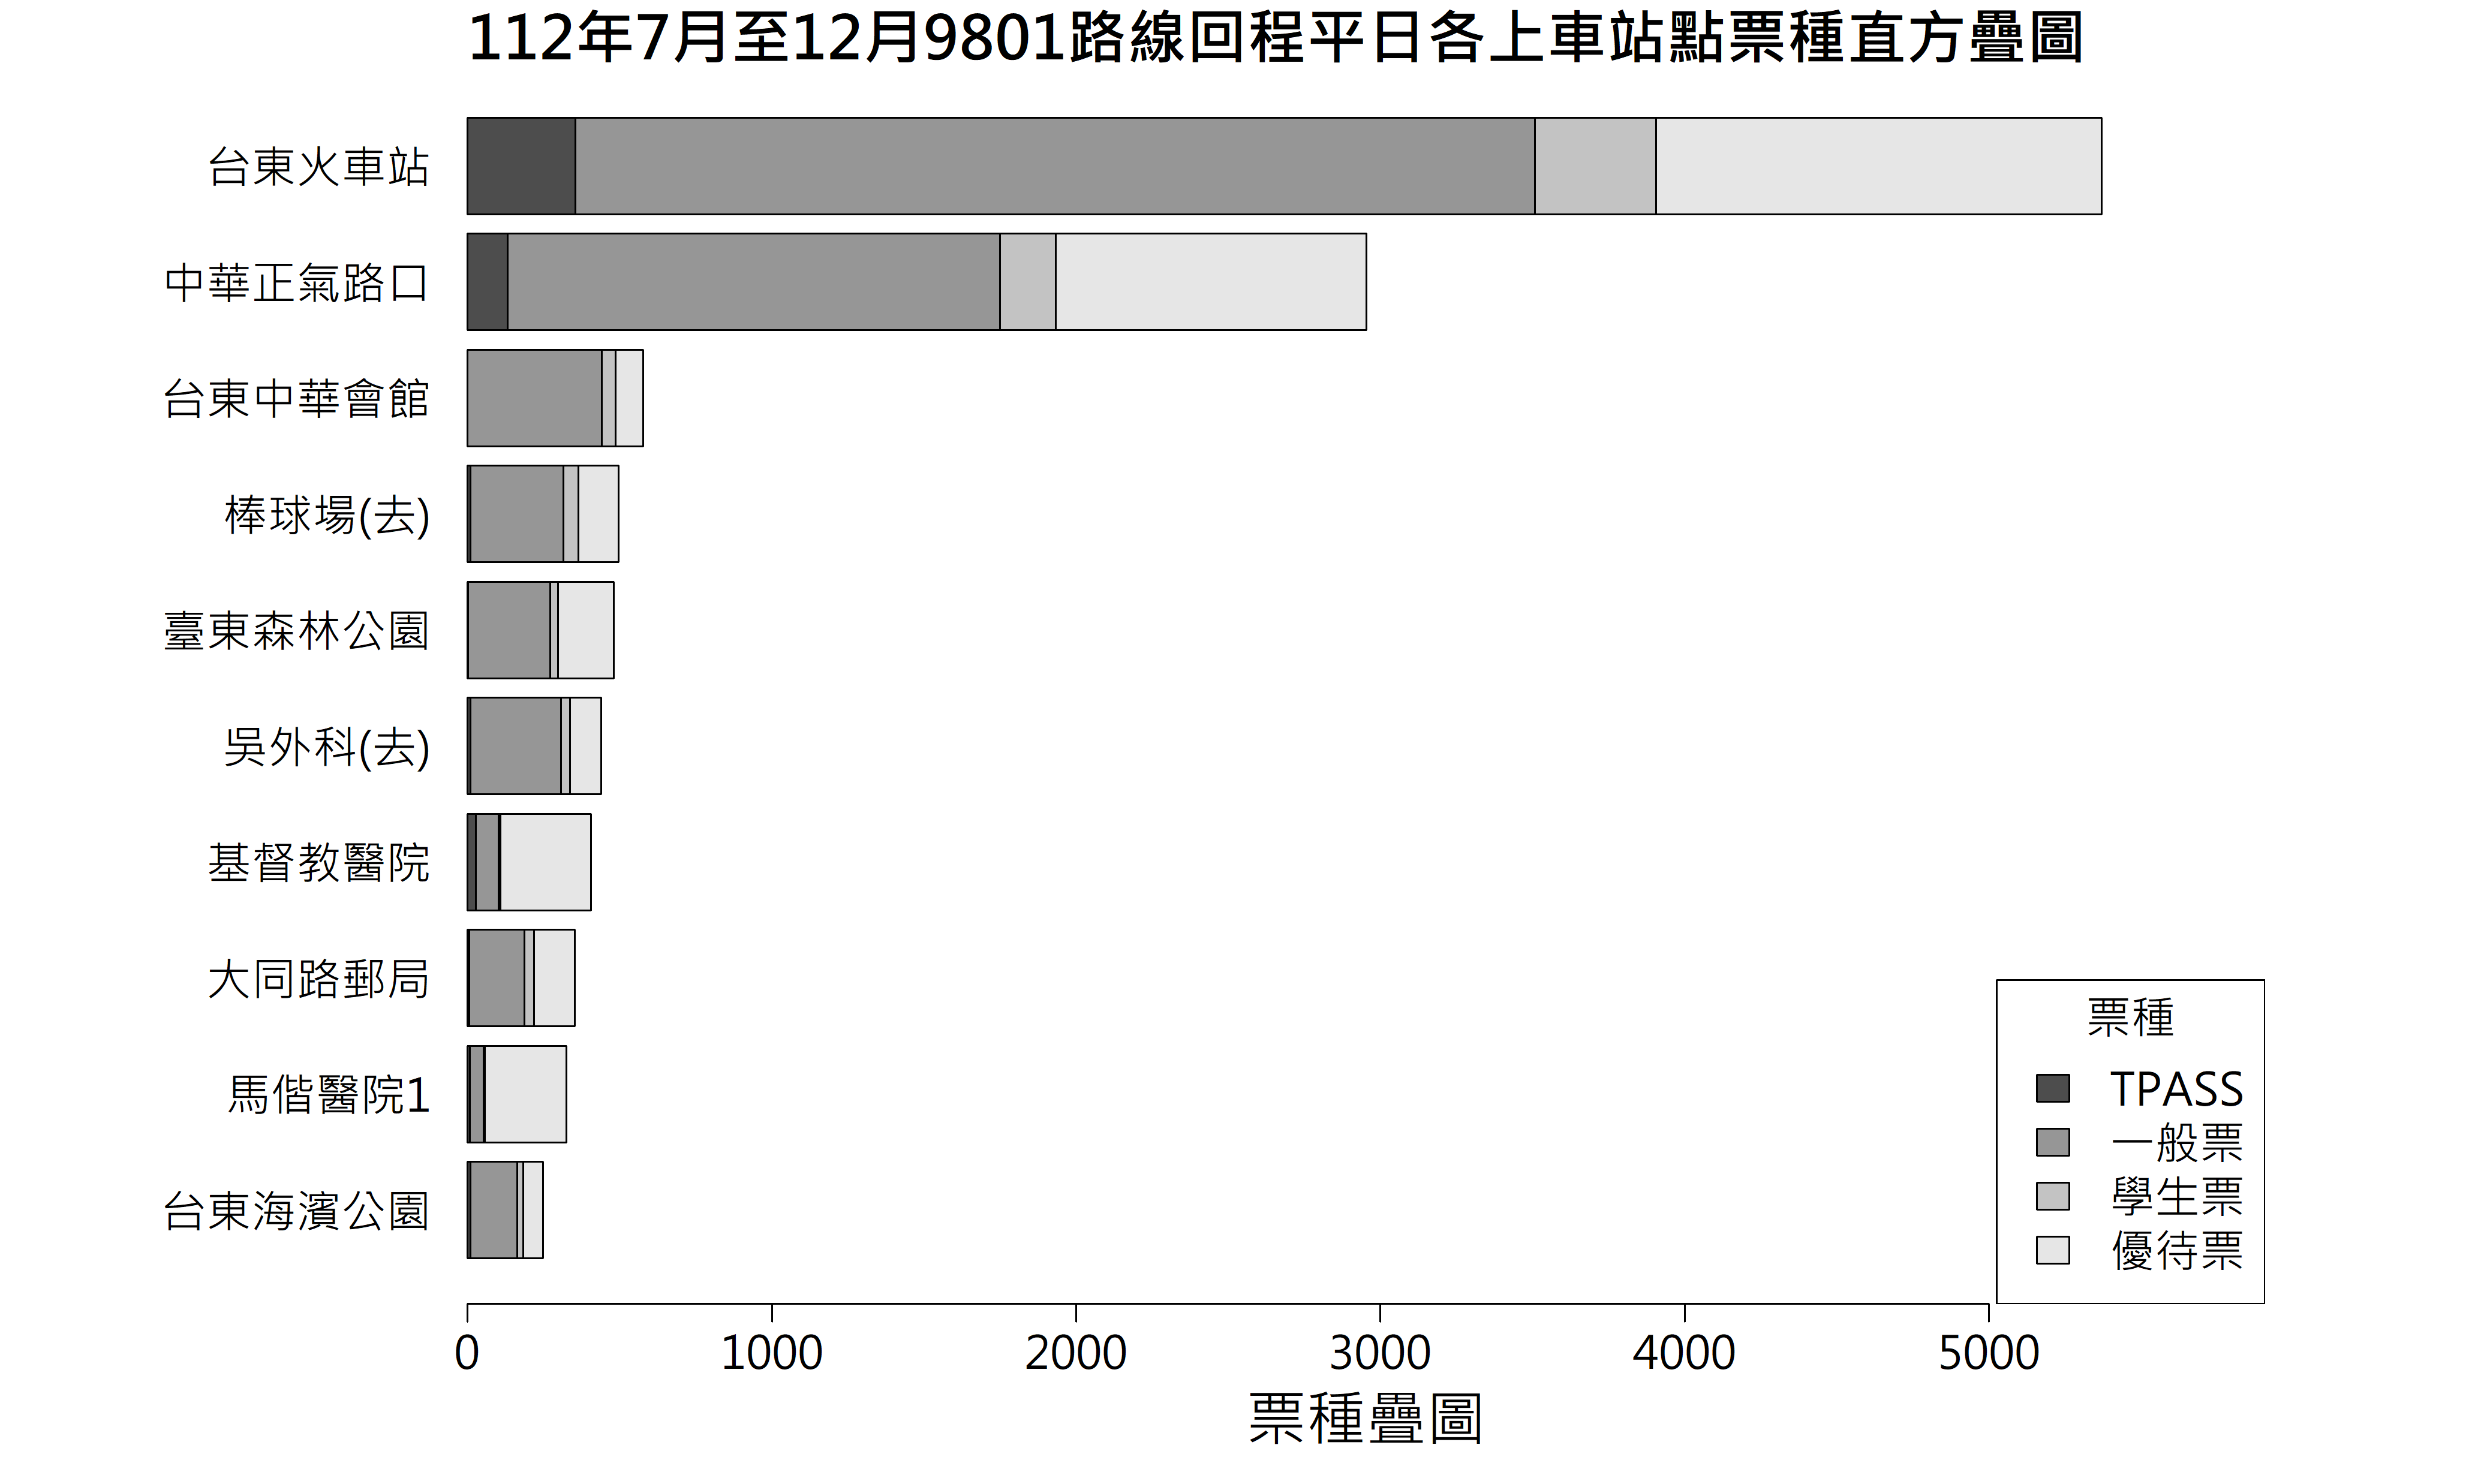 112年7月至12月9801路線回程平日各上車站點票種直方疊圖
台東火車站
中華正氣路口
台東中華會館
棒球場(去)
臺東森林公園
吳外科(去)
基督教醫院
大同路郵局
馬偕醫院1
台東海濱公園
票種
TPASS
一般票
學生票
優待票
0 1000 2000 3000 4000 5000
票種疊圖